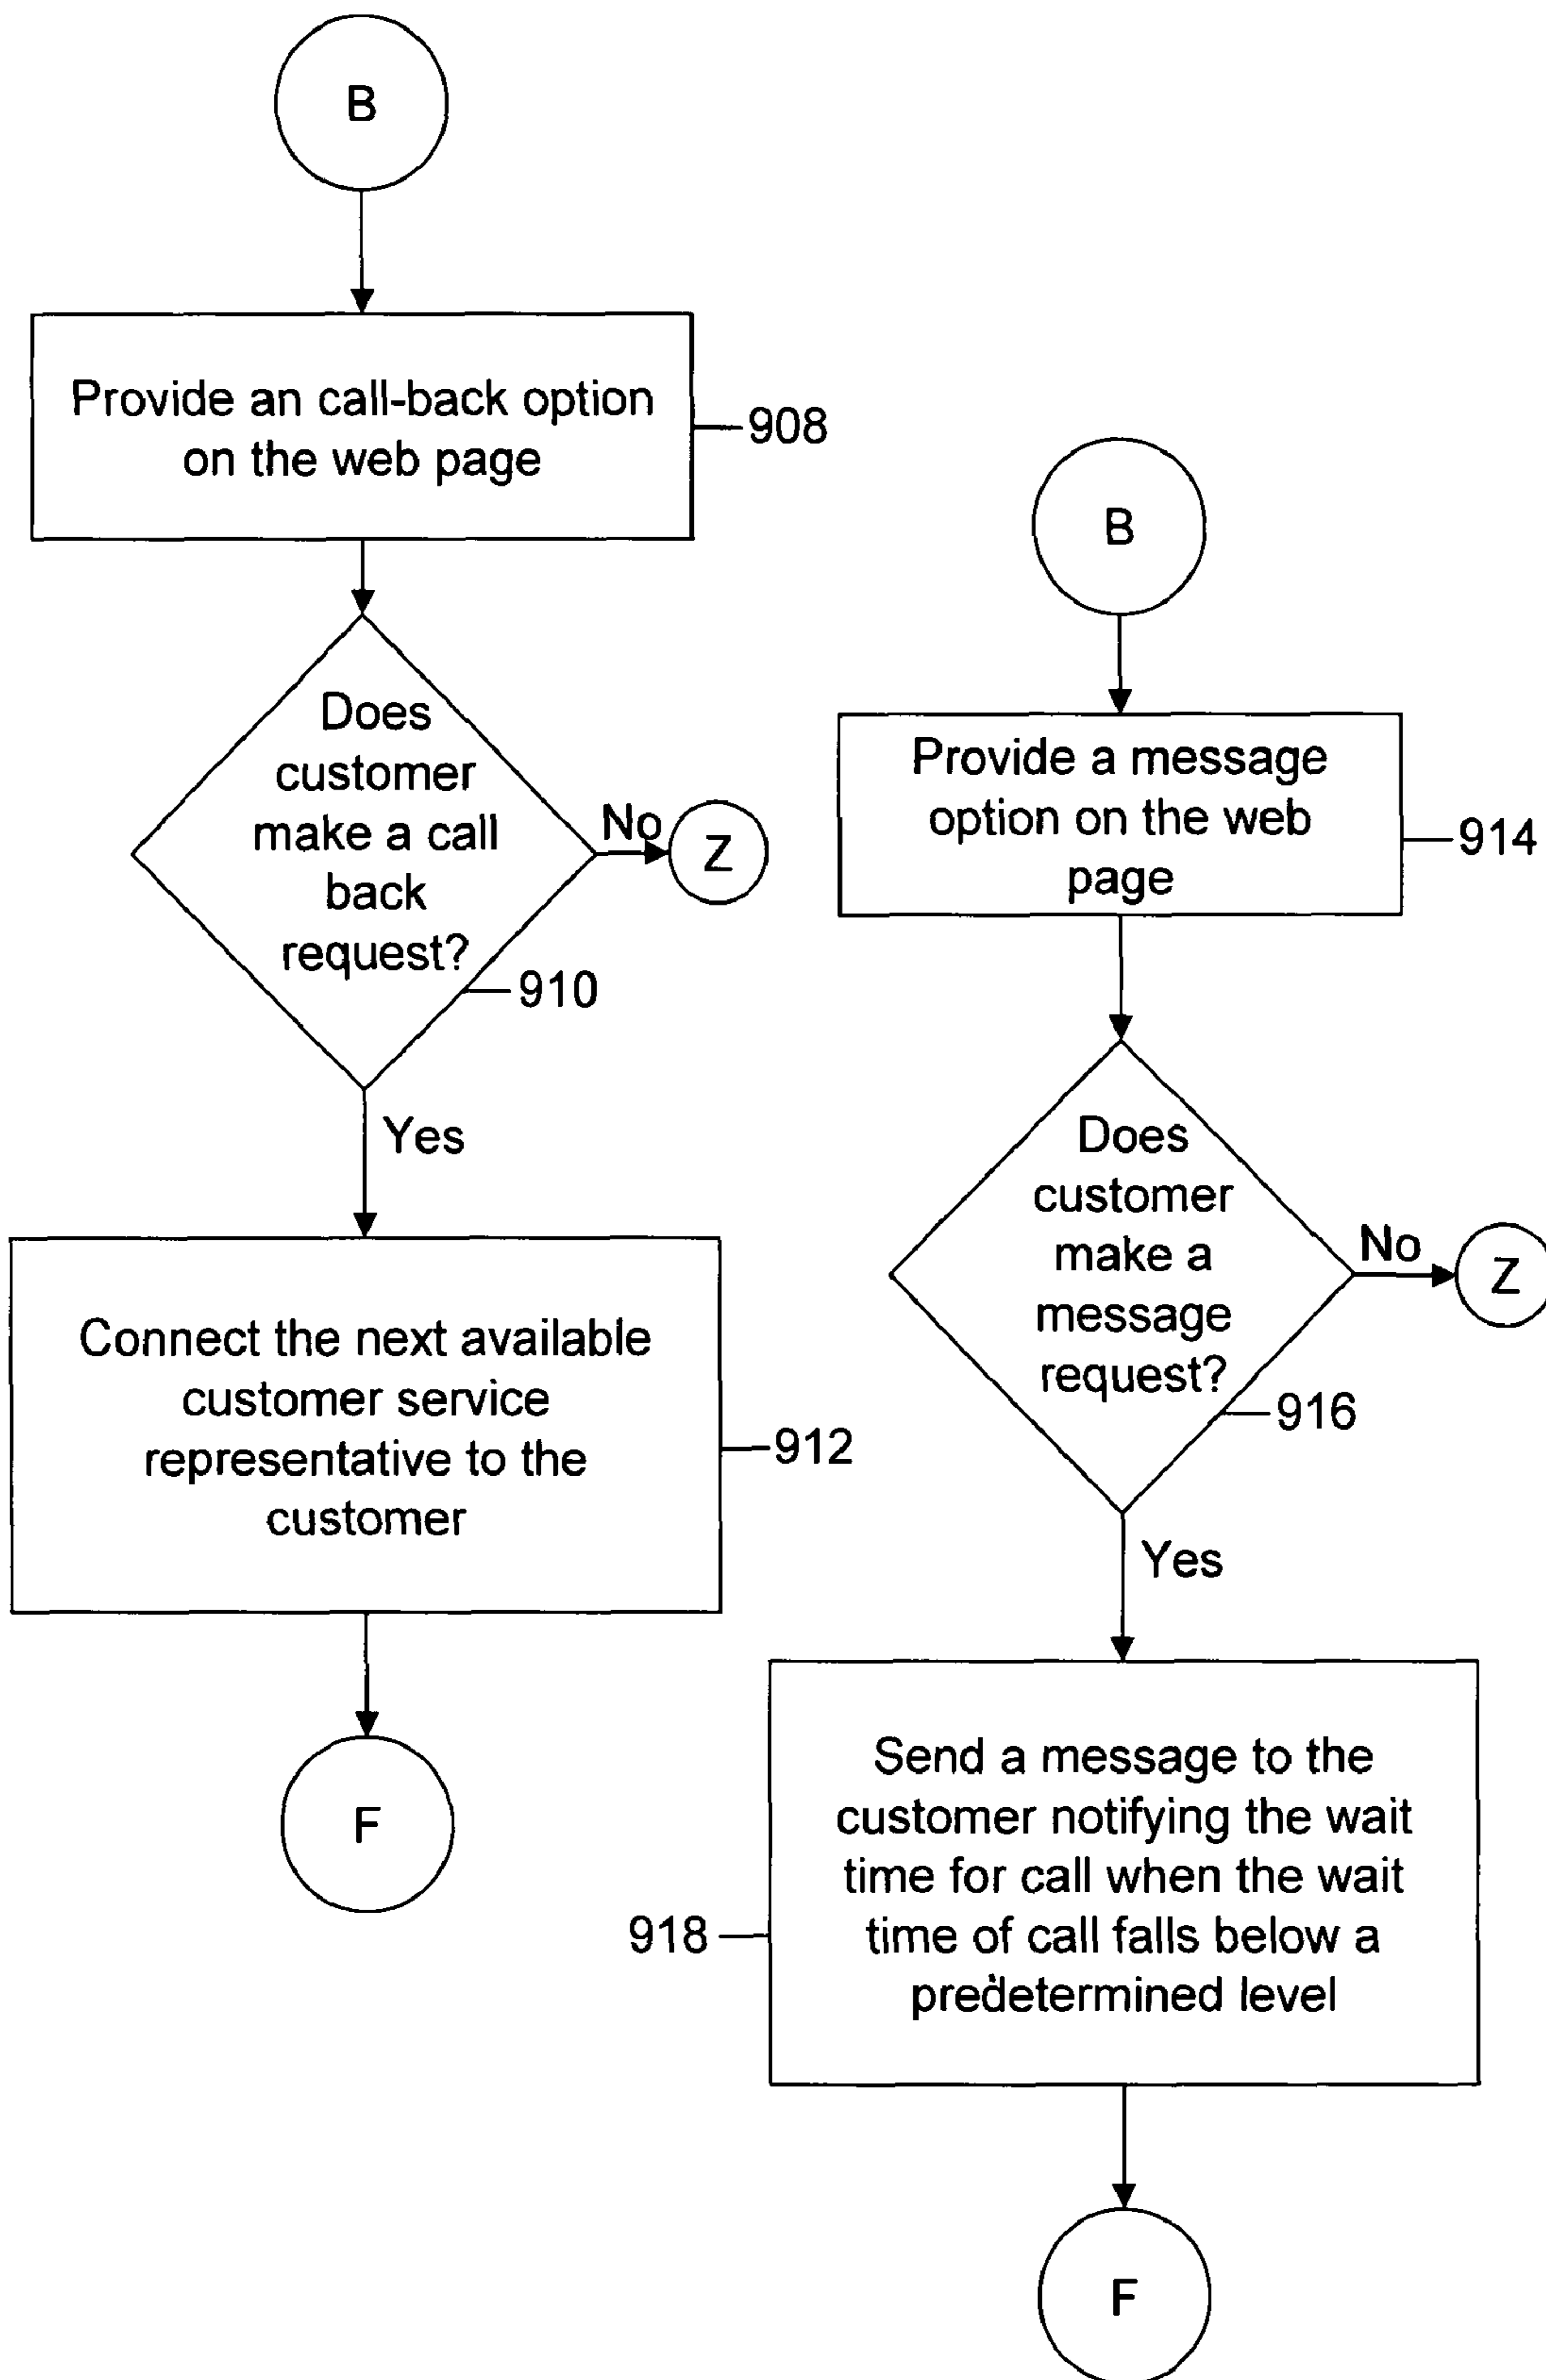 B
Provide an call-back option
on the web page
908
Does
customer
make a call
back
request?
No
Z
910
Yes
Connect the next available
customer service
representative to the
customer
912
F
B
Provide a message
option on the web
page
914
Does
customer
make a
message
request?
No
Z
916
Yes
Send a message to the
customer notifying the wait
time for call when the wait
time of call falls below a
predetermined level
918
F